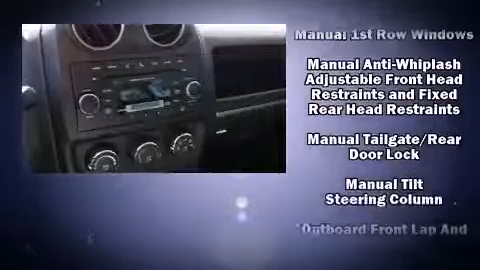 Manual 1st Row Windows
Manual Anti-Whiplash
Adjustable Front Head
Restraints and Fixed
Rear Head Restraints
Manual Tailgate/Rear
Door Lock
Manual Tilt
Steering Column
Outboard Front Lap And